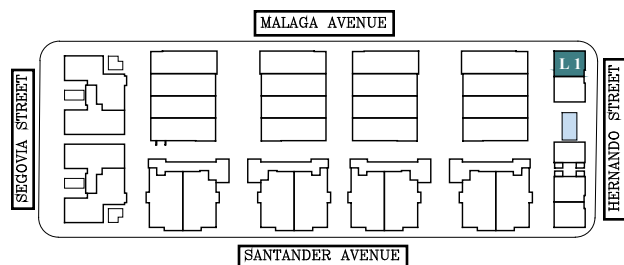 MALAGA AVENUE
L 1
SEGOVIA STREET
HERNANDO STREET
SANTANDER AVENUE